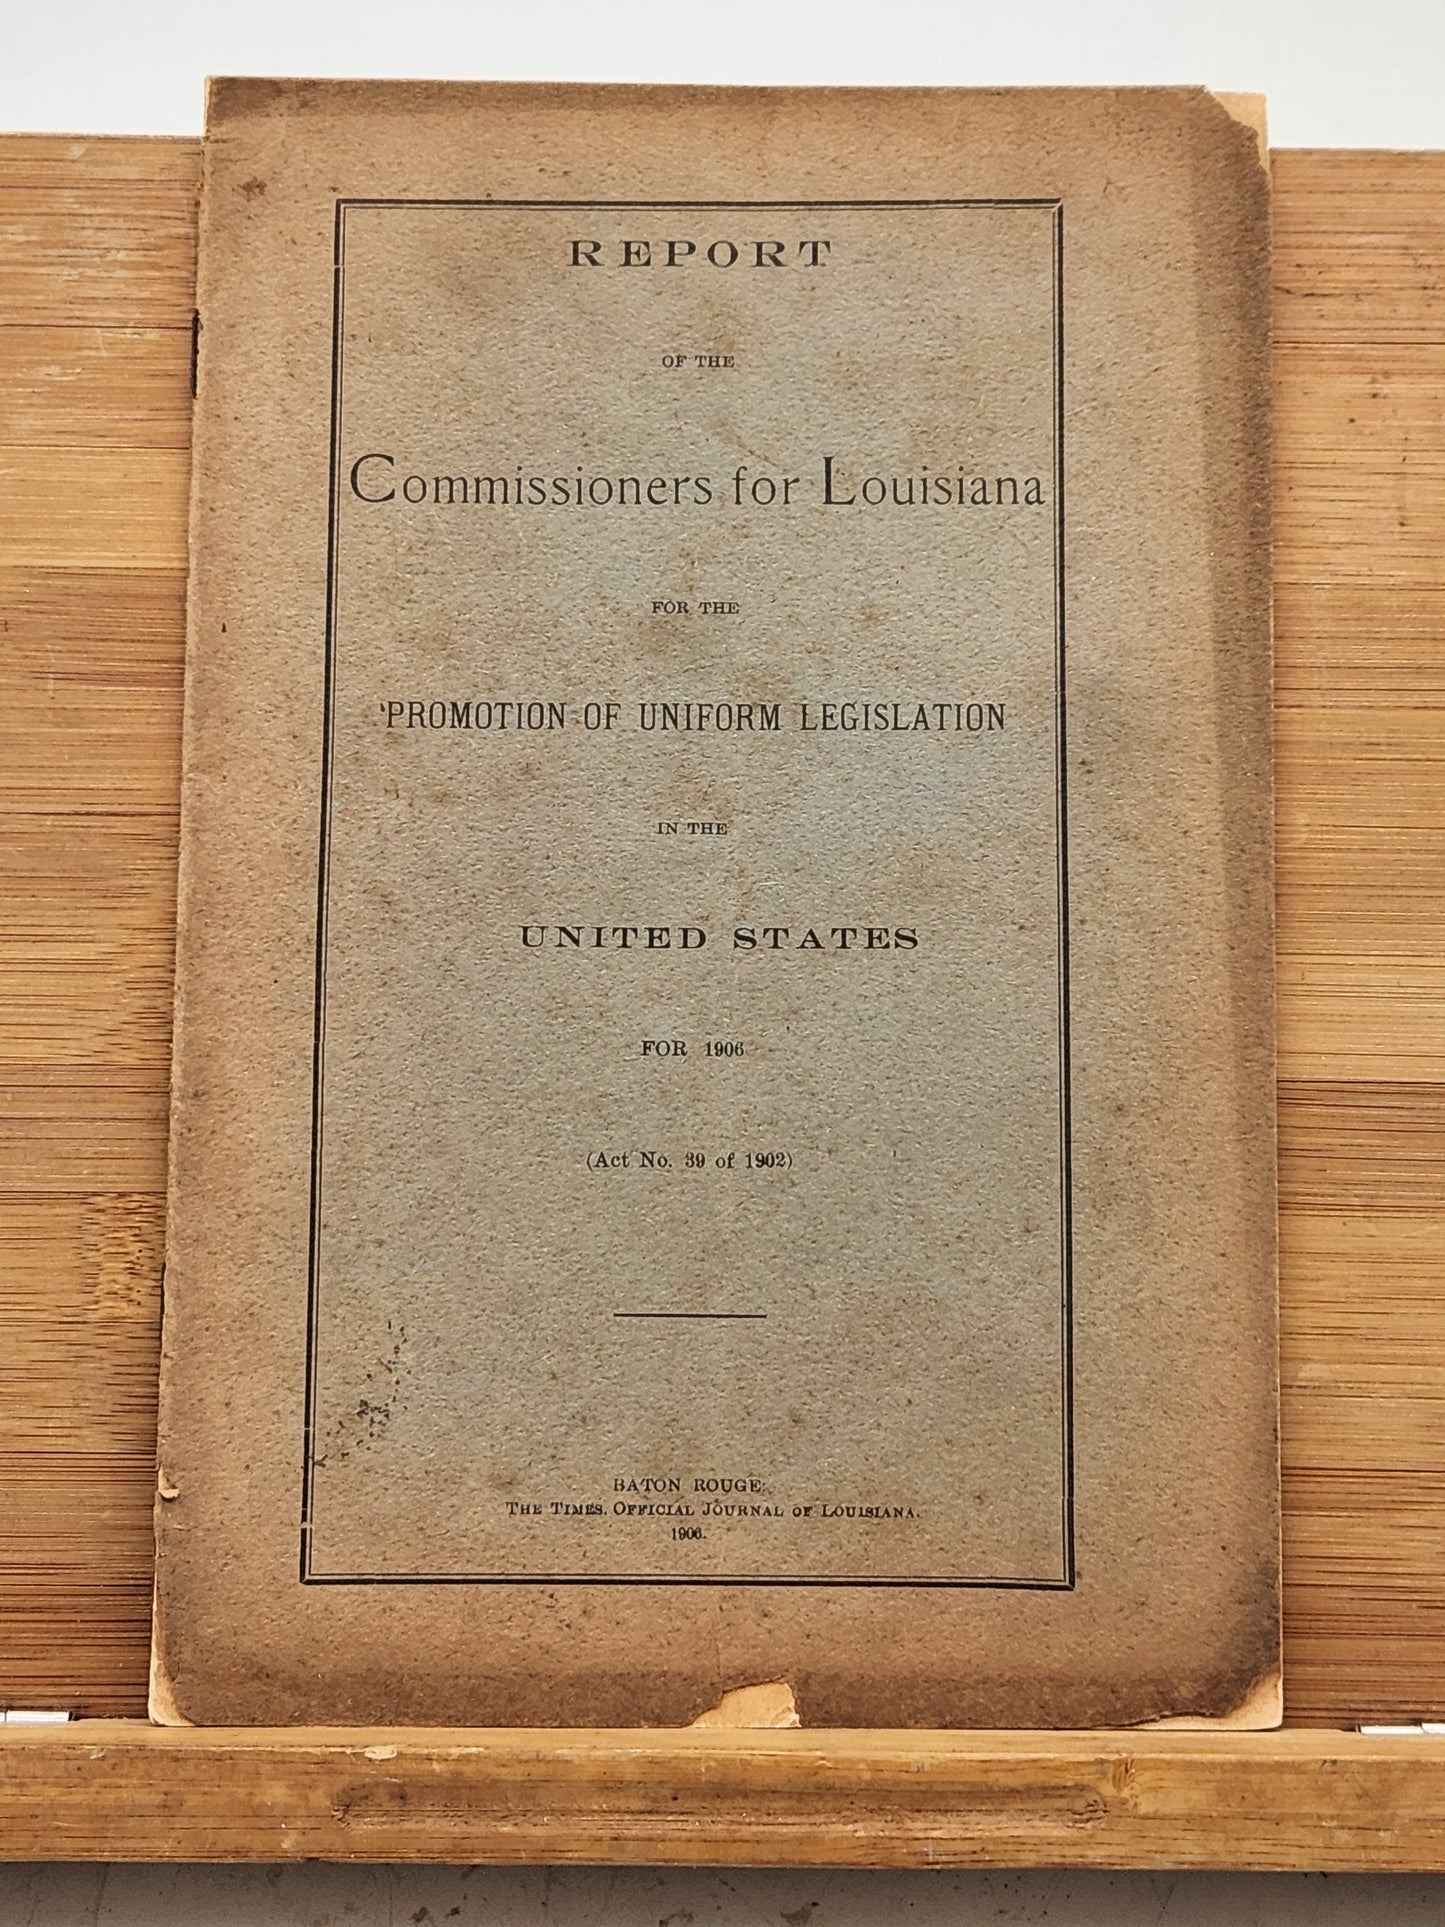 REPORT
OF THE
Commissioners for Louisiana
FOR THE
PROMOTION OF UNIFORM LEGISLATION
IN THE
UNITED STATES
FOR 1906
(Act No. 39 of 1902)
BATON ROUGE:
THE TIMES, OFFICIAL JOURNAL OF LOUISIANA.
1906.